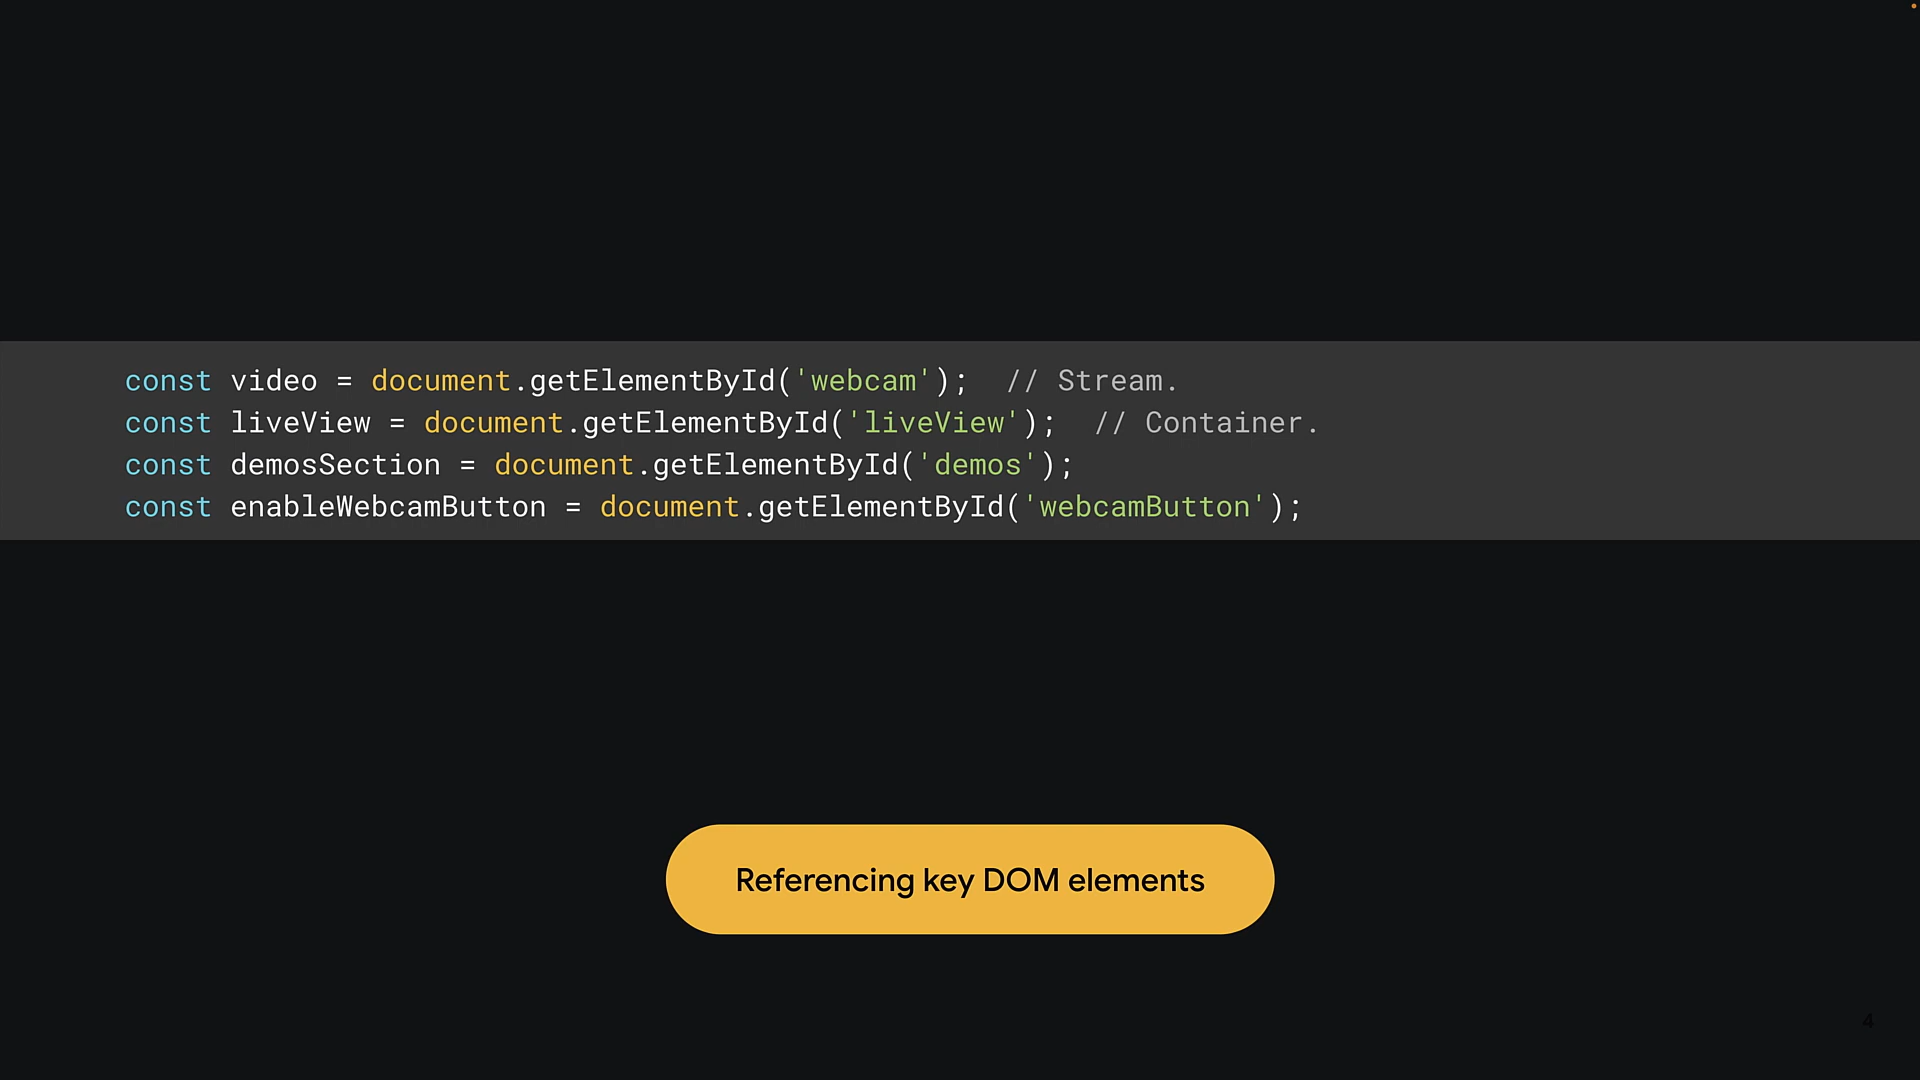 const video = document.getElementById('webcam');  // Stream.
const liveView = document.getElementById('liveView');  // Container.
const demosSection = document.getElementById('demos');
const enableWebcamButton = document.getElementById('webcamButton');
Referencing key DOM elements
4